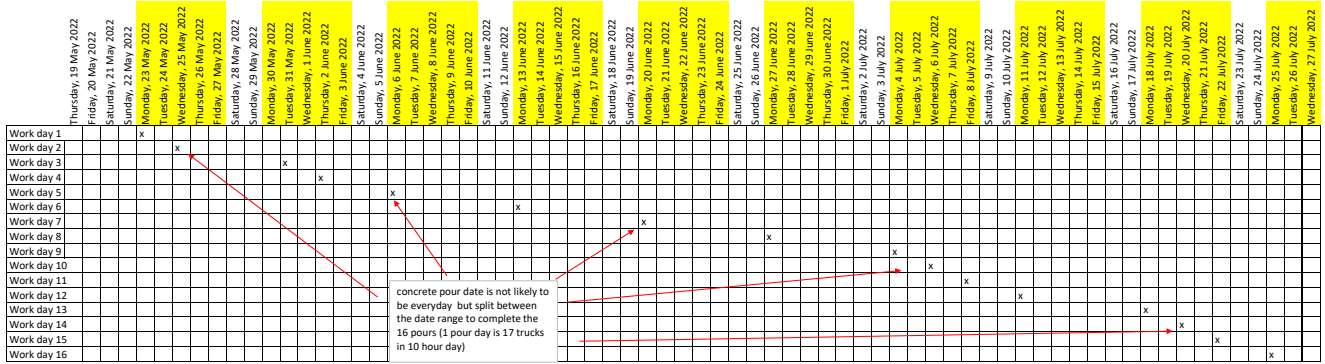 Thursday, 19 May 2022
Friday, 20 May 2022
Saturday, 21 May 2022
Sunday, 22 May 2022
Monday, 23 May 2022
Tuesday, 24 May 2022
Wednesday, 25 May 2022
Thursday, 26 May 2022
Friday, 27 May 2022
Saturday, 28 May 2022
Sunday, 29 May 2022
Monday, 30 May 2022
Tuesday, 31 May 2022
Wednesday, 1 June 2022
Thursday, 2 June 2022
Friday, 3 June 2022
Saturday, 4 June 2022
Sunday, 5 June 2022
Monday, 6 June 2022
Tuesday, 7 June 2022
Wednesday, 8 June 2022
Thursday, 9 June 2022
Friday, 10 June 2022
Saturday, 11 June 2022
Sunday, 12 June 2022
Monday, 13 June 2022
Tuesday, 14 June 2022
Wednesday, 15 June 2022
Thursday, 16 June 2022
Friday, 17 June 2022
Saturday, 18 June 2022
Sunday, 19 June 2022
Monday, 20 June 2022
Tuesday, 21 June 2022
Wednesday, 22 June 2022
Thursday, 23 June 2022
Friday, 24 June 2022
Saturday, 25 June 2022
Sunday, 26 June 2022
Monday, 27 June 2022
Tuesday, 28 June 2022
Wednesday, 29 June 2022
Thursday, 30 June 2022
Friday, 1 July 2022
Saturday, 2 July 2022
Sunday, 3 July 2022
Monday, 4 July 2022
Tuesday, 5 July 2022
Wednesday, 6 July 2022
Thursday, 7 July 2022
Friday, 8 July 2022
Saturday, 9 July 2022
Sunday, 10 July 2022
Monday, 11 July 2022
Tuesday, 12 July 2022
Wednesday, 13 July 2022
Thursday, 14 July 2022
Friday, 15 July 2022
Saturday, 16 July 2022
Sunday, 17 July 2022
Monday, 18 July 2022
Tuesday, 19 July 2022
Wednesday, 20 July 2022
Thursday, 21 July 2022
Friday, 22 July 2022
Saturday, 23 July 2022
Sunday, 24 July 2022
Monday, 25 July 2022
Tuesday, 26 July 2022
Wednesday, 27 July 2022
Work day 1 x
Work day 2 x
Work day 3 x
Work day 4 x
Work day 5 x
Work day 6 x
Work day 7 x
Work day 8 x
Work day 9 x
Work day 10 x
Work day 11 x
Work day 12 x
Work day 13 x
Work day 14 x
Work day 15 x
Work day 16 x
concrete pour date is not likely to
be everyday but split between
the date range to complete the
16 pours (1 pour day is 17 trucks
in 10 hour day)